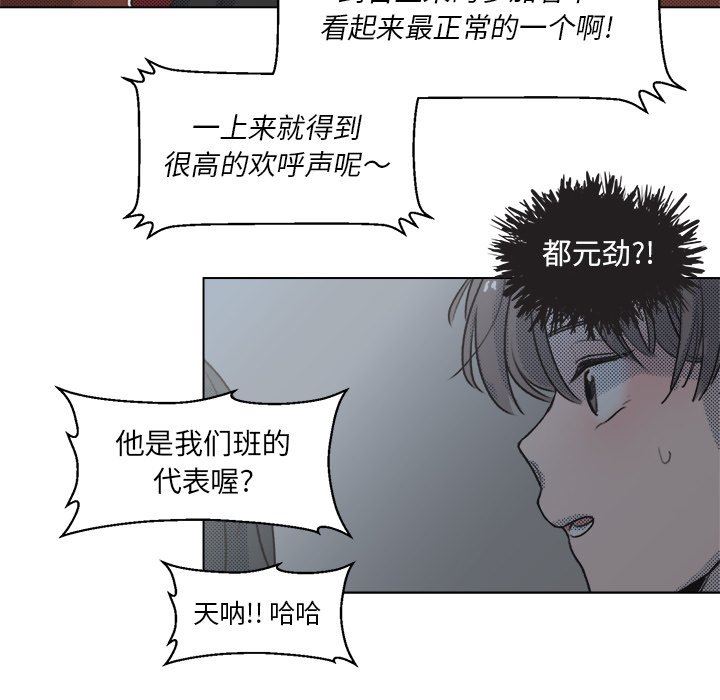 看起来最正常的一个啊!
一上来就得到
很高的欢呼声呢～
都元劲?!
他是我们班的
代表喔?
天呐!! 哈哈